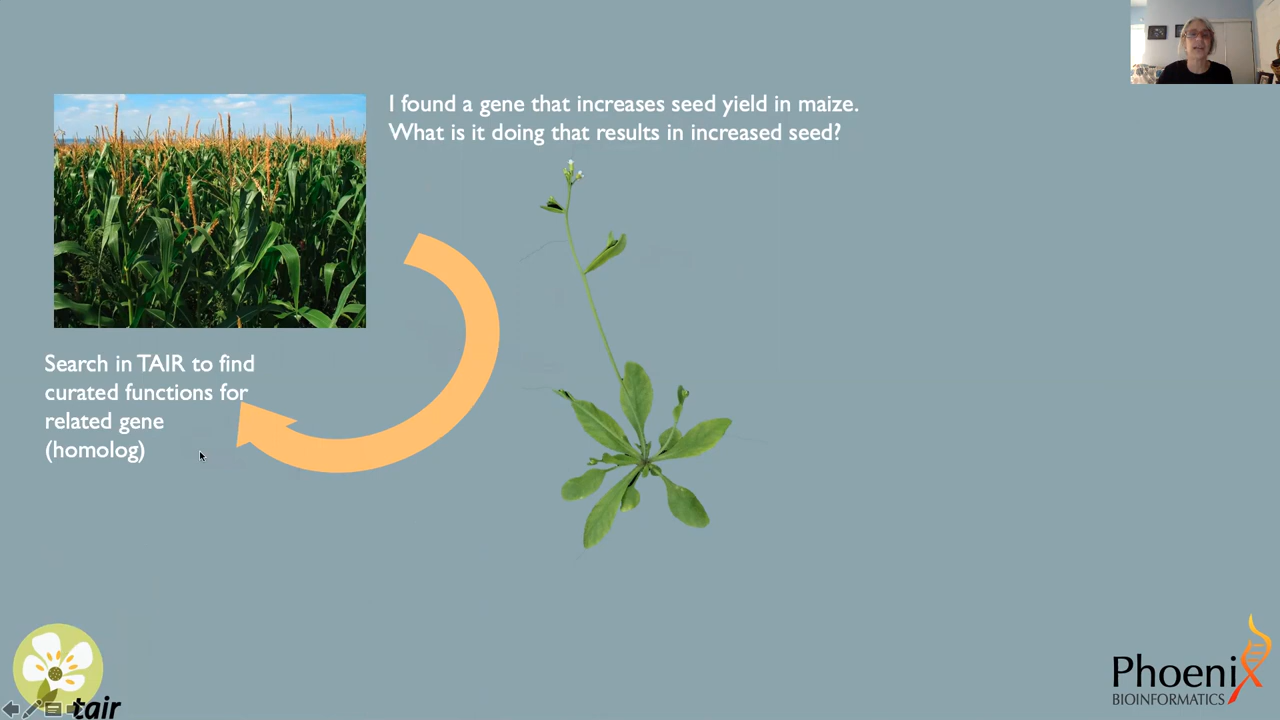 I found a gene that increases seed yield in maize.
What is it doing that results in increased seed?
Search in TAIR to find
curated functions for
related gene
(homolog)
tair
Phoenix
BIOINFORMATICS